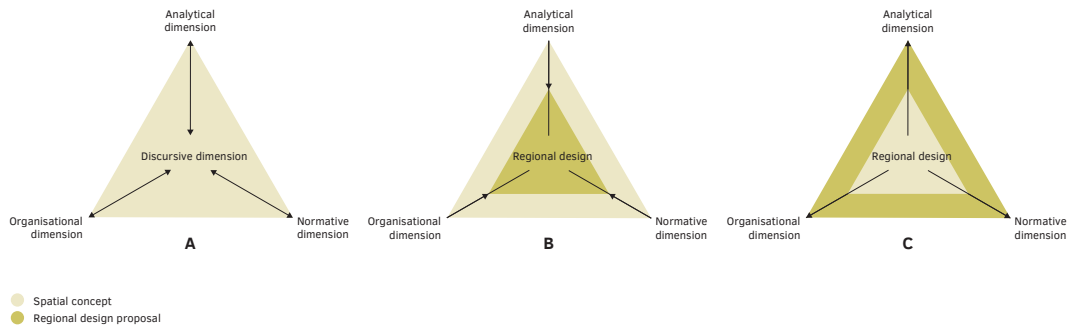 Analytical
dimension
Discursive dimension
Organisational
dimension
Normative
dimension
A
Analytical
dimension
Regional design
Organisational
dimension
Normative
dimension
B
Analytical
dimension
Regional design
Organisational
dimension
Normative
dimension
C
Spatial concept
Regional design proposal